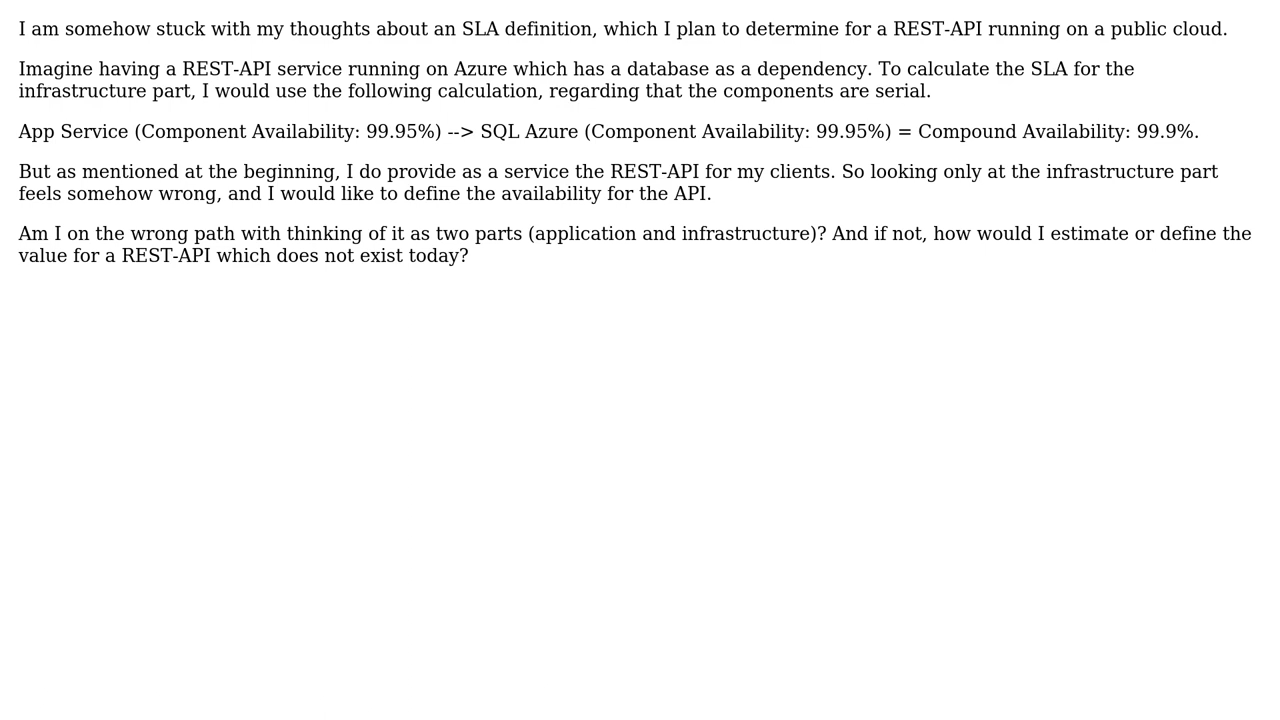 I am somehow stuck with my thoughts about an SLA definition, which I plan to determine for a REST-API running on a public cloud.
Imagine having a REST-API service running on Azure which has a database as a dependency. To calculate the SLA for the
infrastructure part, I would use the following calculation, regarding that the components are serial.
App Service (Component Availability: 99.95%) --> SQL Azure (Component Availability: 99.95%) = Compound Availability: 99.9%.
But as mentioned at the beginning, I do provide as a service the REST-API for my clients. So looking only at the infrastructure part
feels somehow wrong, and I would like to define the availability for the API.
Am I on the wrong path with thinking of it as two parts (application and infrastructure)? And if not, how would I estimate or define the
value for a REST-API which does not exist today?